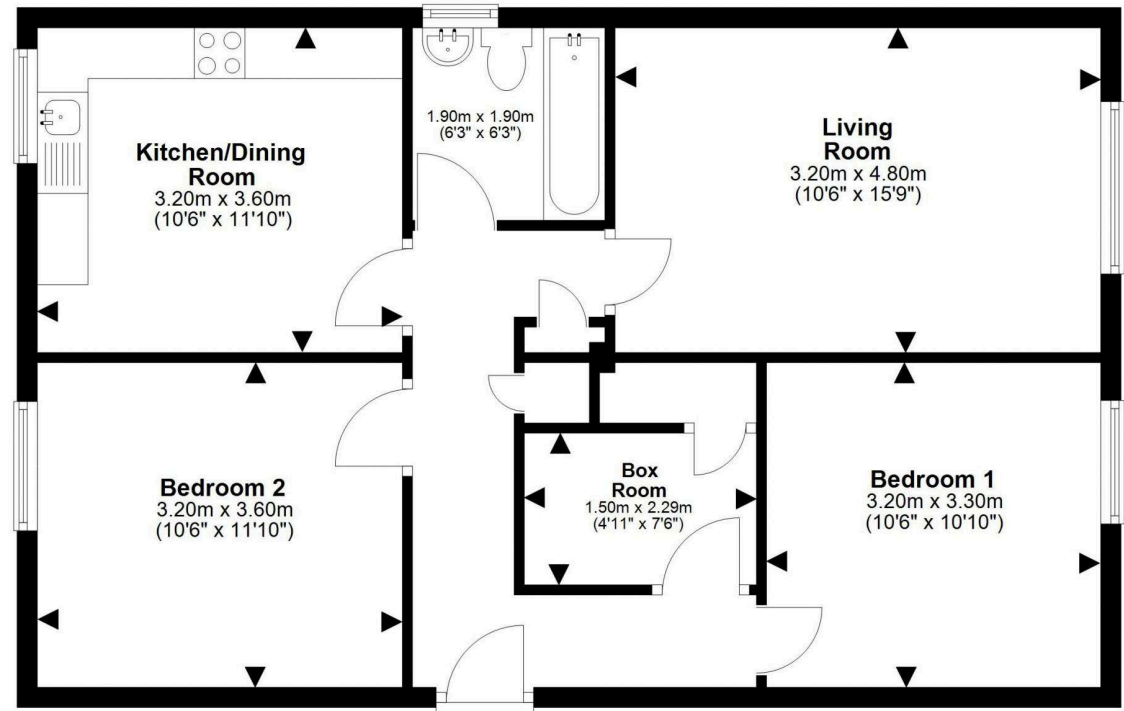 Kitchen/Dining
Room
3.20m x 3.60m
(10'6" x 11'10")
1.90m x 1.90m
(6'3" x 6'3")
Living
Room
3.20m x 4.80m
(10'6" x 15'9")
Bedroom 2
3.20m x 3.60m
(10'6" x 11'10")
Box
Room
1.50m x 2.29m
(4'11" x 7'6")
Bedroom 1
3.20m x 3.30m
(10'6" x 10'10")